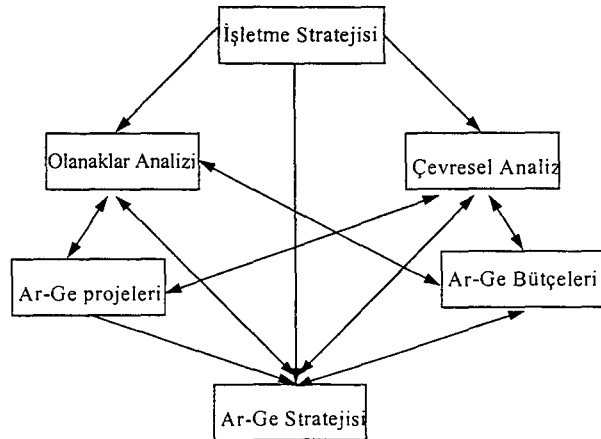 İşletme Stratejisi
Olanaklar Analizi
Çevresel Analiz
Ar-Ge projeleri
Ar-Ge Bütçeleri
Ar-Ge Stratejisi